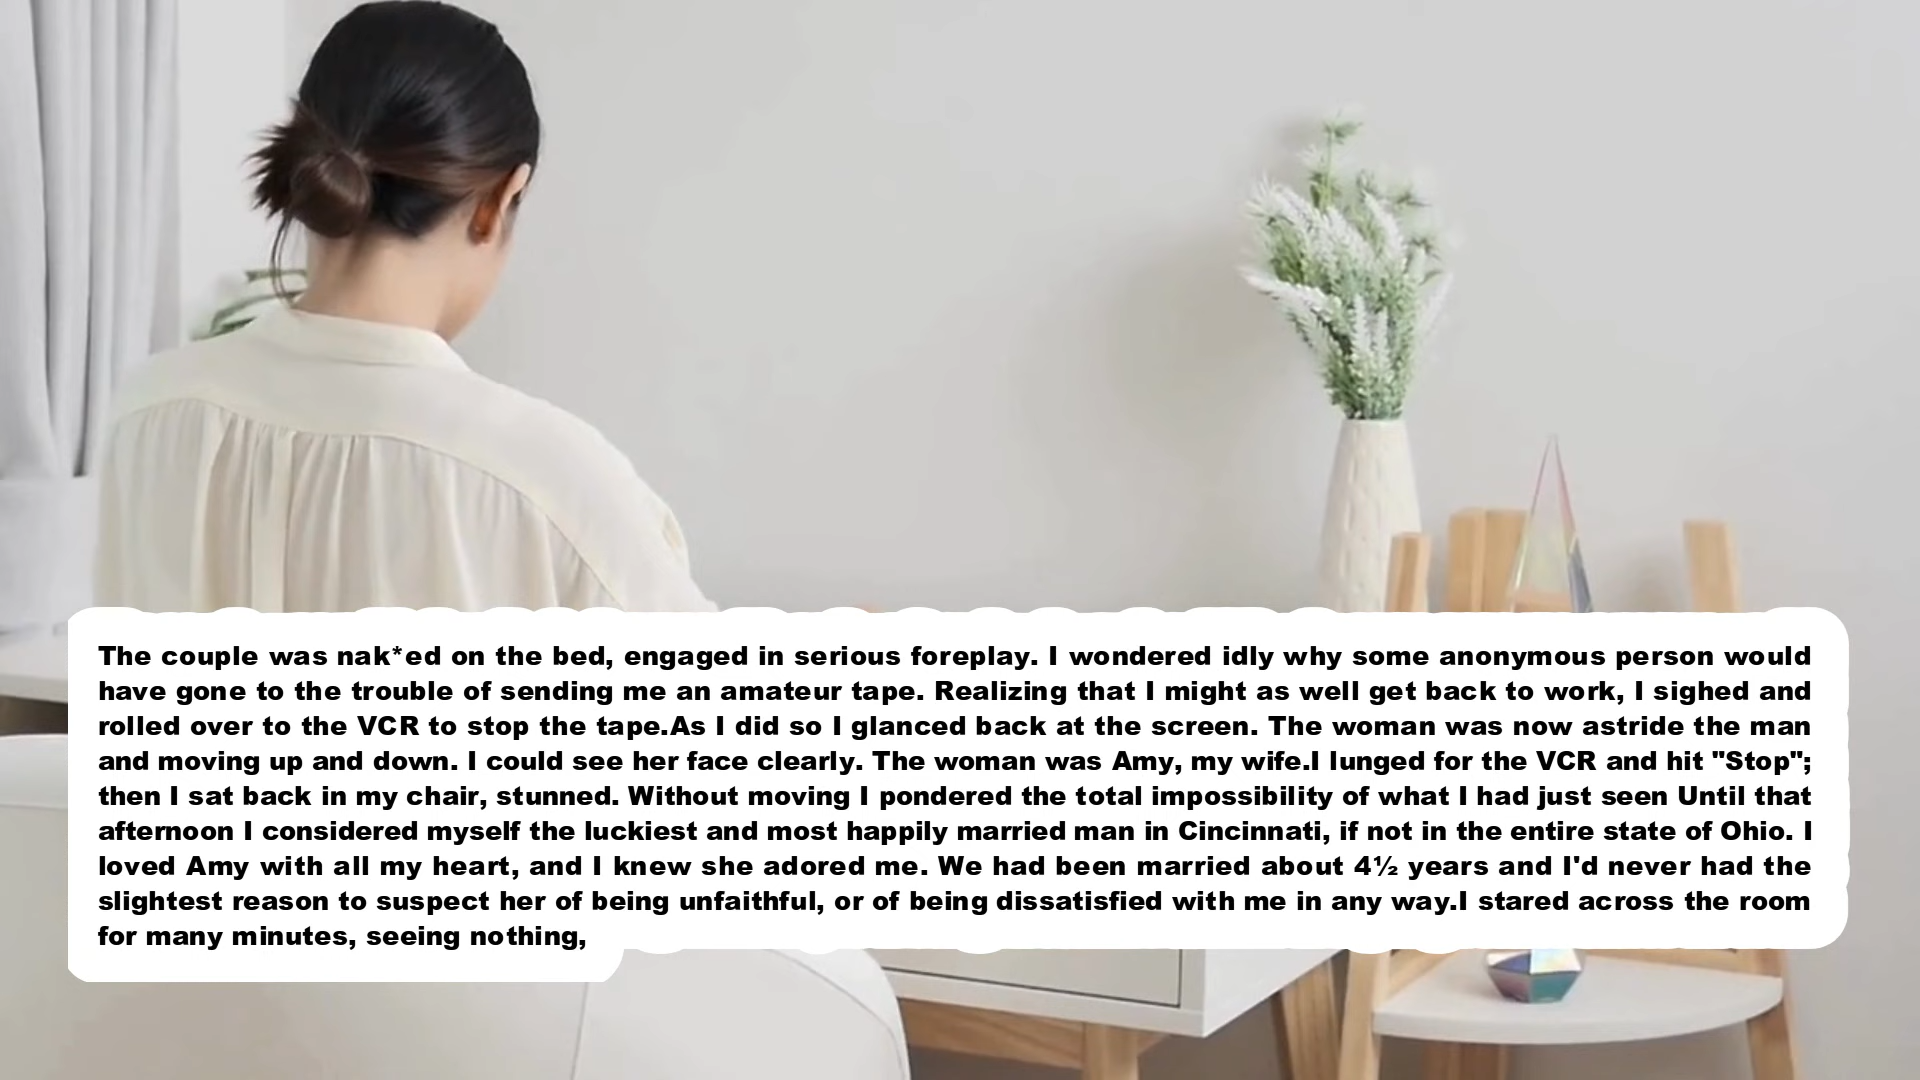 The couple was nak*ed on the bed, engaged in serious foreplay. I wondered idly why some anonymous person would
have gone to the trouble of sending me an amateur tape. Realizing that I might as well get back to work, I sighed and
rolled over to the VCR to stop the tape.As I did so I glanced back at the screen. The woman was now astride the man
and moving up and down. I could see her face clearly. The woman was Amy, my wife.I lunged for the VCR and hit "Stop";
then I sat back in my chair, stunned. Without moving I pondered the total impossibility of what I had just seen Until that
afternoon I considered myself the luckiest and most happily married man in Cincinnati, if not in the entire state of Ohio. I
loved Amy with all my heart, and I knew she adored me. We had been married about 4½ years and I'd never had the
slightest reason to suspect her of being unfaithful, or of being dissatisfied with me in any way.I stared across the room
for many minutes, seeing nothing,